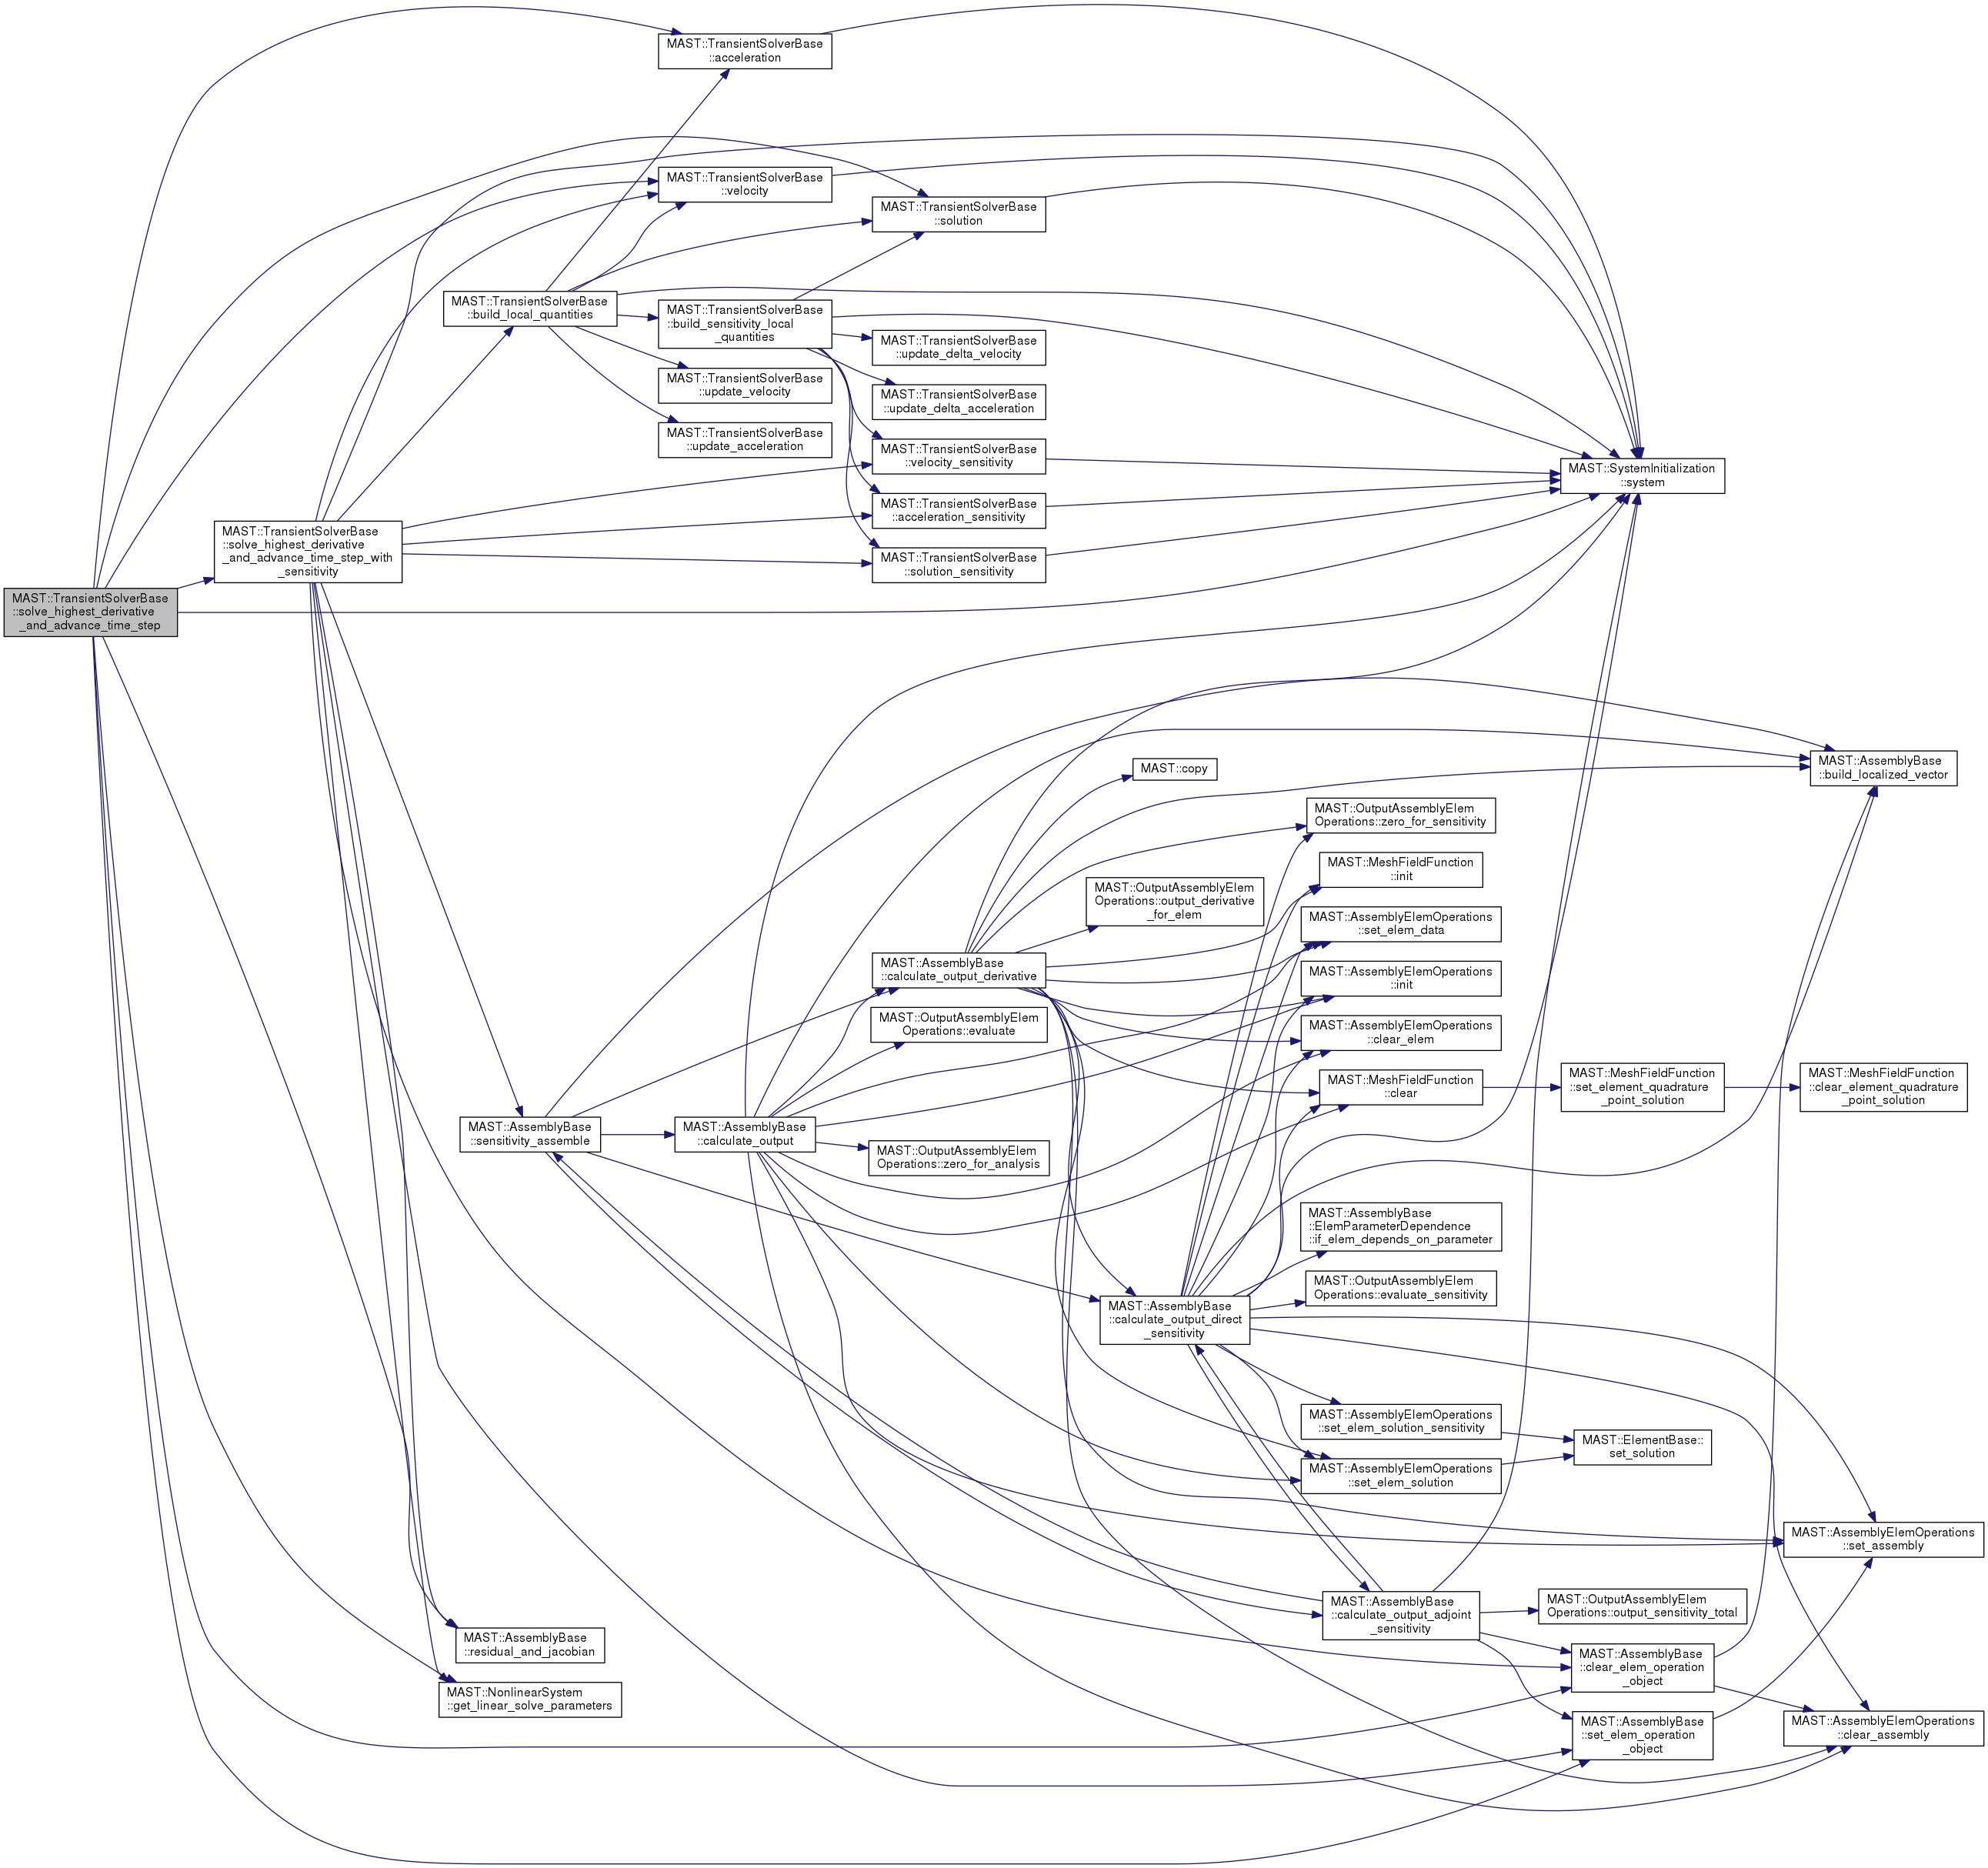 MAST::TransientSolverBase
::solve_highest_derivative
_and_advance_time_step
MAST::TransientSolverBase
::solve_highest_derivative
_and_advance_time_step_with
_sensitivity
MAST::TransientSolverBase
::build_local_quantities
MAST::AssemblyBase
::sensitivity_assemble
MAST::AssemblyBase
::residual_and_jacobian
MAST::NonlinearSystem
::get_linear_solve_parameters
MAST::TransientSolverBase
::acceleration
MAST::TransientSolverBase
::velocity
MAST::TransientSolverBase
::build_sensitivity_local
_quantities
MAST::TransientSolverBase
::update_velocity
MAST::TransientSolverBase
::update_acceleration
MAST::AssemblyBase
::calculate_output
MAST::TransientSolverBase
::solution
MAST::TransientSolverBase
::update_delta_velocity
MAST::TransientSolverBase
::update_delta_acceleration
MAST::TransientSolverBase
::velocity_sensitivity
MAST::TransientSolverBase
::acceleration_sensitivity
MAST::TransientSolverBase
::solution_sensitivity
MAST::AssemblyBase
::calculate_output_derivative
MAST::OutputAssemblyElem
Operations::evaluate
MAST::OutputAssemblyElem
Operations::zero_for_analysis
MAST::copy
MAST::OutputAssemblyElem
Operations::output_derivative
_for_elem
MAST::AssemblyBase
::calculate_output_direct
_sensitivity
MAST::OutputAssemblyElem
Operations::zero_for_sensitivity
MAST::MeshFieldFunction
::init
MAST::AssemblyElemOperations
::set_elem_data
MAST::AssemblyElemOperations
::init
MAST::AssemblyElemOperations
::clear_elem
MAST::MeshFieldFunction
::clear
MAST::AssemblyBase
::ElemParameterDependence
::if_elem_depends_on_parameter
MAST::OutputAssemblyElem
Operations::evaluate_sensitivity
MAST::AssemblyElemOperations
::set_elem_solution_sensitivity
MAST::AssemblyElemOperations
::set_elem_solution
MAST::AssemblyBase
::calculate_output_adjoint
_sensitivity
MAST::SystemInitialization
::system
MAST::MeshFieldFunction
::set_element_quadrature
_point_solution
MAST::ElementBase::
set_solution
MAST::OutputAssemblyElem
Operations::output_sensitivity_total
MAST::AssemblyBase
::clear_elem_operation
_object
MAST::AssemblyBase
::set_elem_operation
_object
MAST::AssemblyBase
::build_localized_vector
MAST::MeshFieldFunction
::clear_element_quadrature
_point_solution
MAST::AssemblyElemOperations
::set_assembly
MAST::AssemblyElemOperations
::clear_assembly